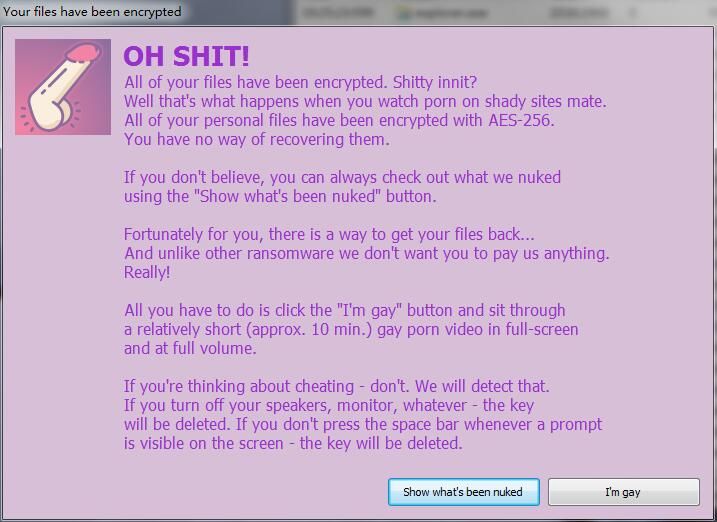 Your files have been encrypted
explorer.exe
OH SHIT!
All of your files have been encrypted. Shitty innit?
Well that's what happens when you watch porn on shady sites mate.
All of your personal files have been encrypted with AES-256.
You have no way of recovering them.
If you don't believe, you can always check out what we nuked
using the "Show what's been nuked" button.
Fortunately for you, there is a way to get your files back...
And unlike other ransomware we don't want you to pay us anything.
Really!
All you have to do is click the "I'm gay" button and sit through
a relatively short (approx. 10 min.) gay porn video in full-screen
and at full volume.
If you're thinking about cheating - don't. We will detect that.
If you turn off your speakers, monitor, whatever - the key
will be deleted. If you don't press the space bar whenever a prompt
is visible on the screen - the key will be deleted.
Show what's been nuked
I'm gay